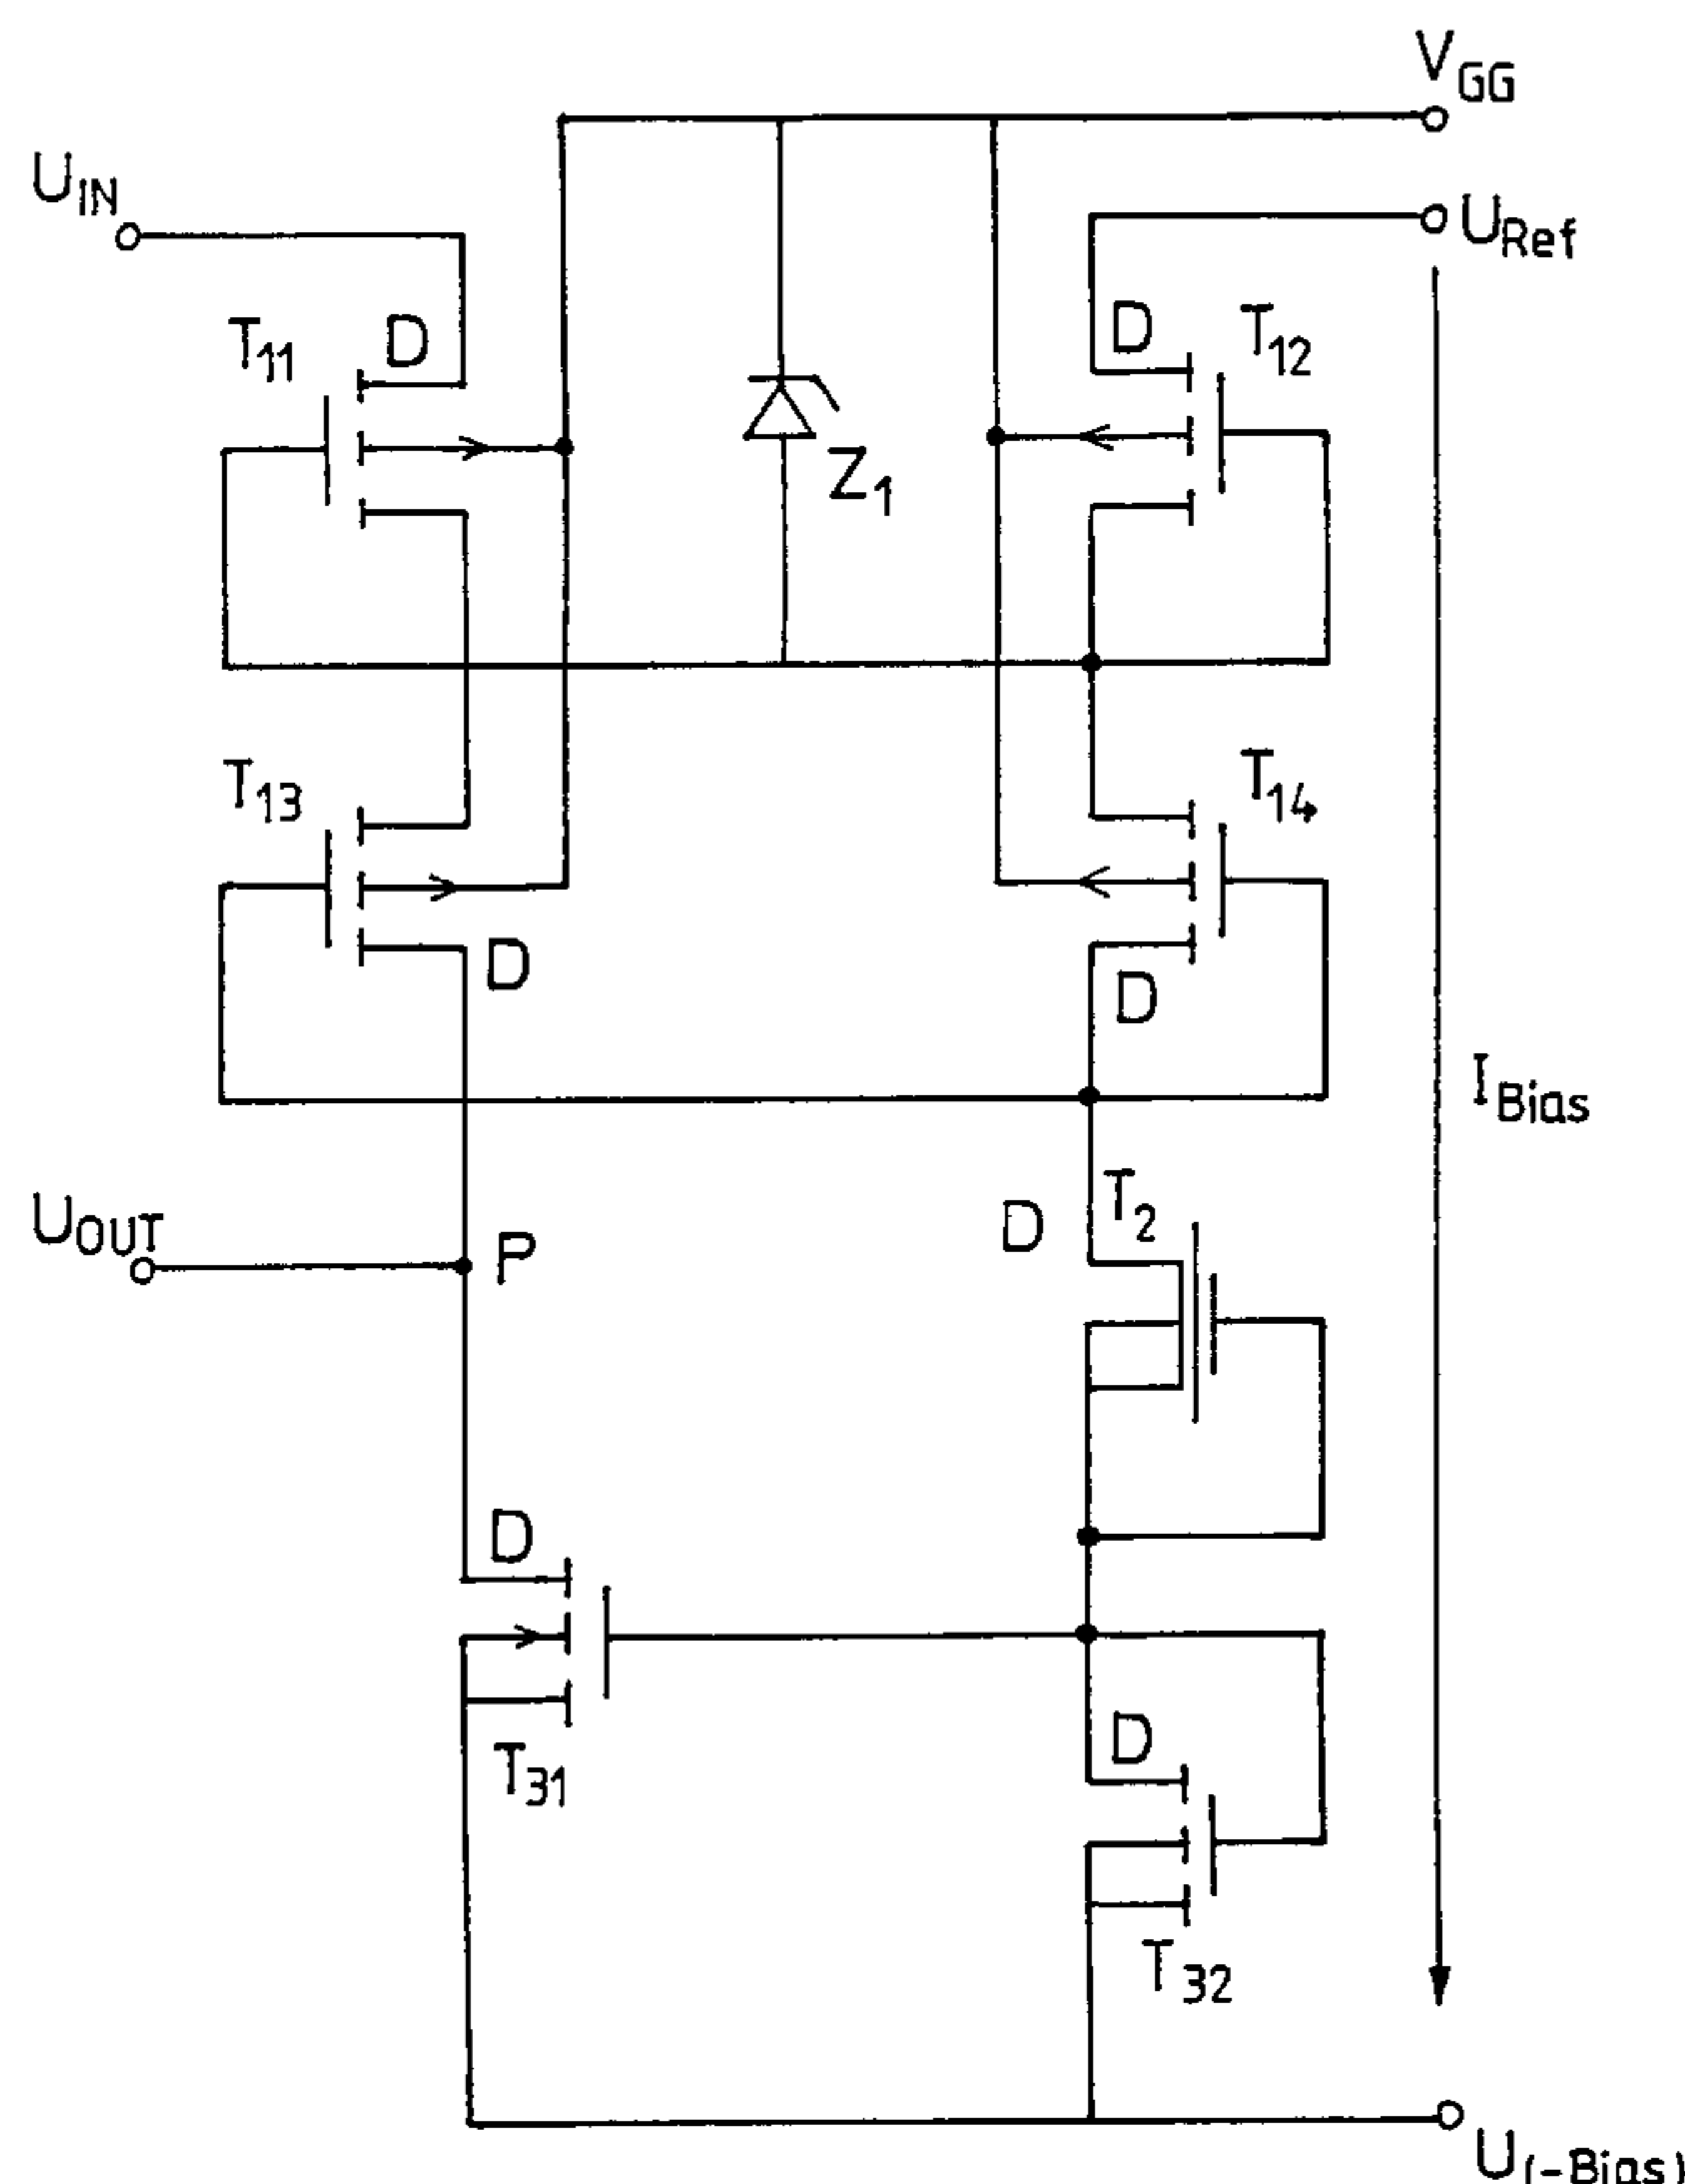 V_GG
U_IN
U_Ref
T_11
D
D
T_12
Z_1
T_13
T_14
D
D
I_Bias
T_2
D
U_OUT
P
D
D
T_31
T_32
U_(-Bias)